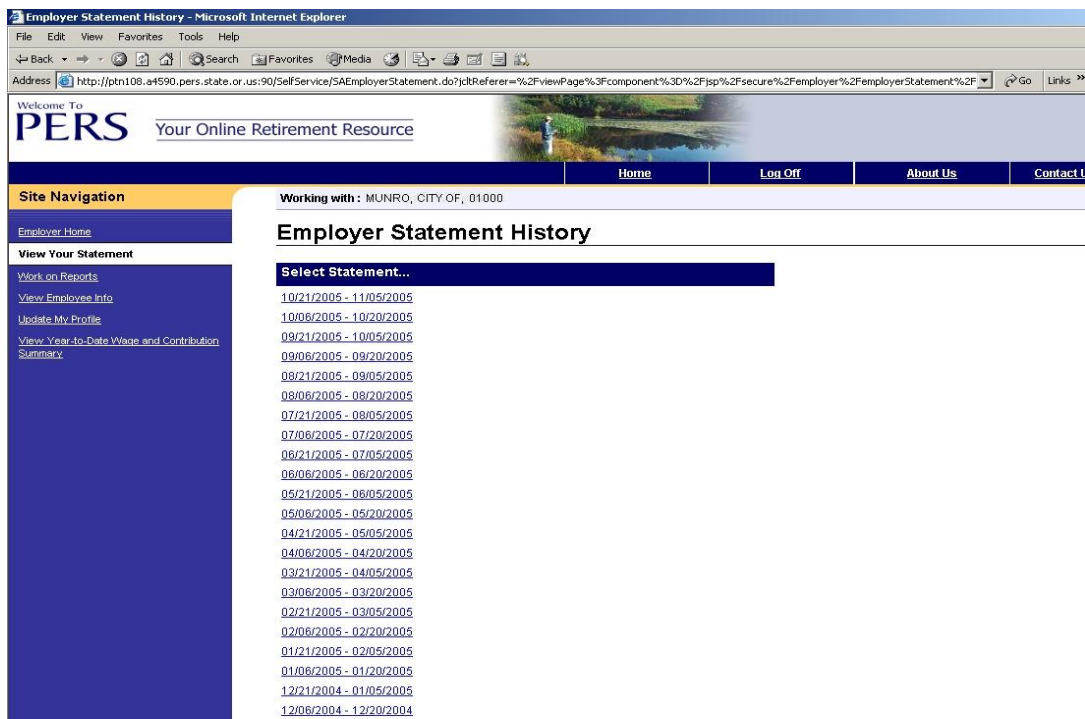 Employer Statement History - Microsoft Internet Explorer
File Edit View Favorites Tools Help
Back Search Favorites Media
Address http://ptn108.a4590.pers.state.or.us:90/SelfService/SAEmployerStatement.do?jcltReferer=%2FviewPage%3Fcomponent%3D%2Fjsp%2Fsecure%2Femployer%2FemployerStatement%2F Go Links »
Welcome To
PERS Your Online Retirement Resource
Home Log Off About Us Contact U
Site Navigation
Working with : MUNRO, CITY OF, 01000
Employer Home
View Your Statement
Work on Reports
View Employee Info
Update My Profile
View Year-to-Date Wage and Contribution
Summary
Employer Statement History
Select Statement...
10/21/2005 - 11/05/2005
10/06/2005 - 10/20/2005
09/21/2005 - 10/05/2005
09/06/2005 - 09/20/2005
08/21/2005 - 09/05/2005
08/06/2005 - 08/20/2005
07/21/2005 - 08/05/2005
07/06/2005 - 07/20/2005
06/21/2005 - 07/05/2005
06/06/2005 - 06/20/2005
05/21/2005 - 06/05/2005
05/06/2005 - 05/20/2005
04/21/2005 - 05/05/2005
04/06/2005 - 04/20/2005
03/21/2005 - 04/05/2005
03/06/2005 - 03/20/2005
02/21/2005 - 03/05/2005
02/06/2005 - 02/20/2005
01/21/2005 - 02/05/2005
01/06/2005 - 01/20/2005
12/21/2004 - 01/05/2005
12/06/2004 - 12/20/2004